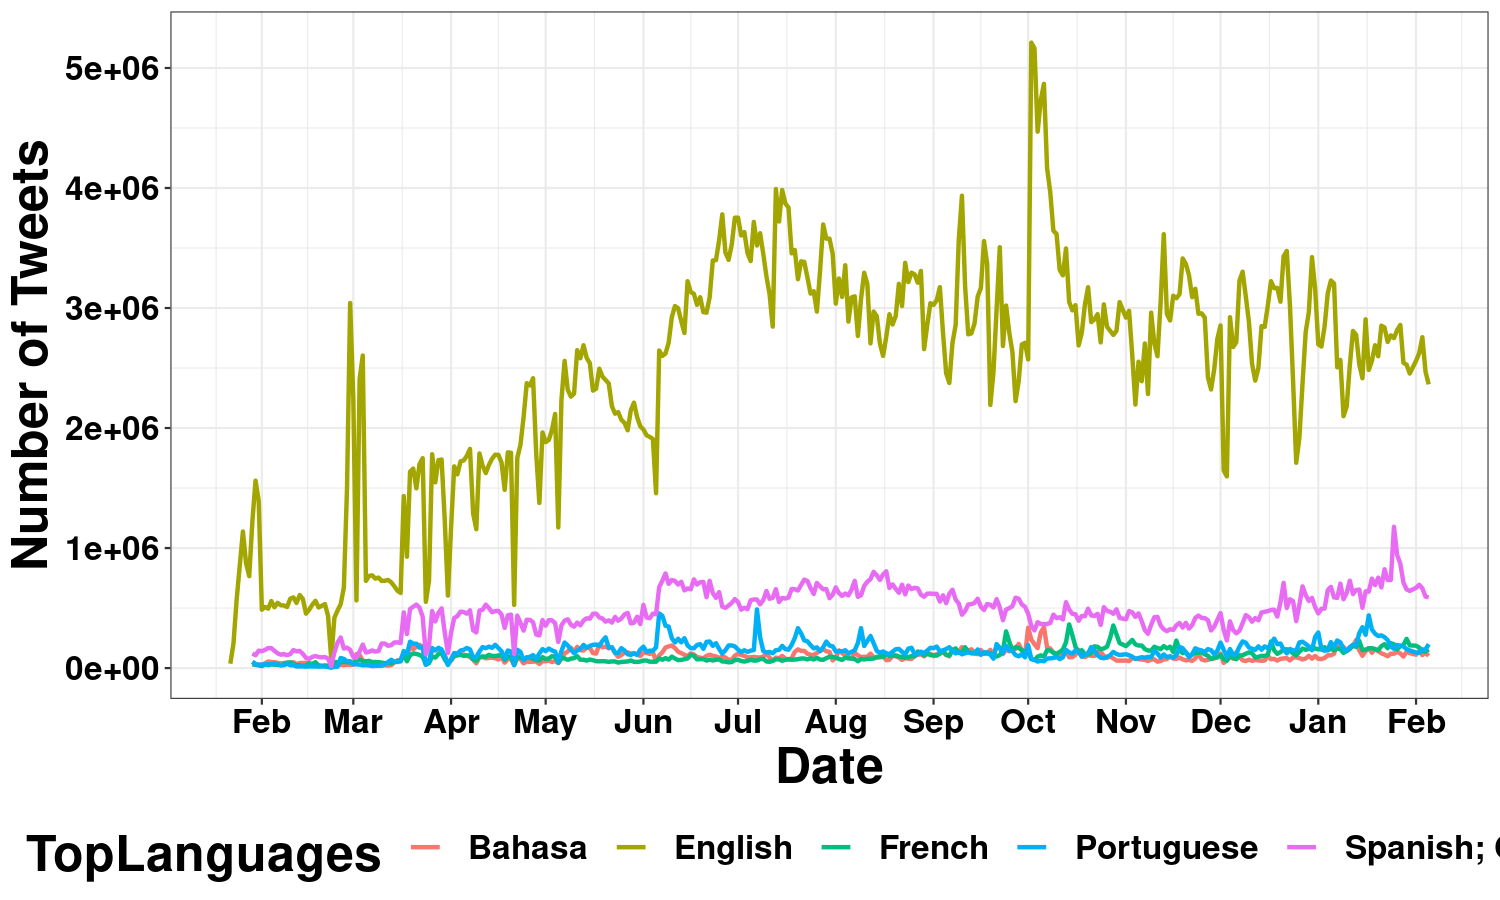 Number of Tweets
5e+06
4e+06
3e+06
2e+06
1e+06
0e+00
Feb Mar Apr May Jun Jul Aug Sep Oct Nov Dec Jan Feb
Date
TopLanguages Bahasa English French Portuguese Spanish;